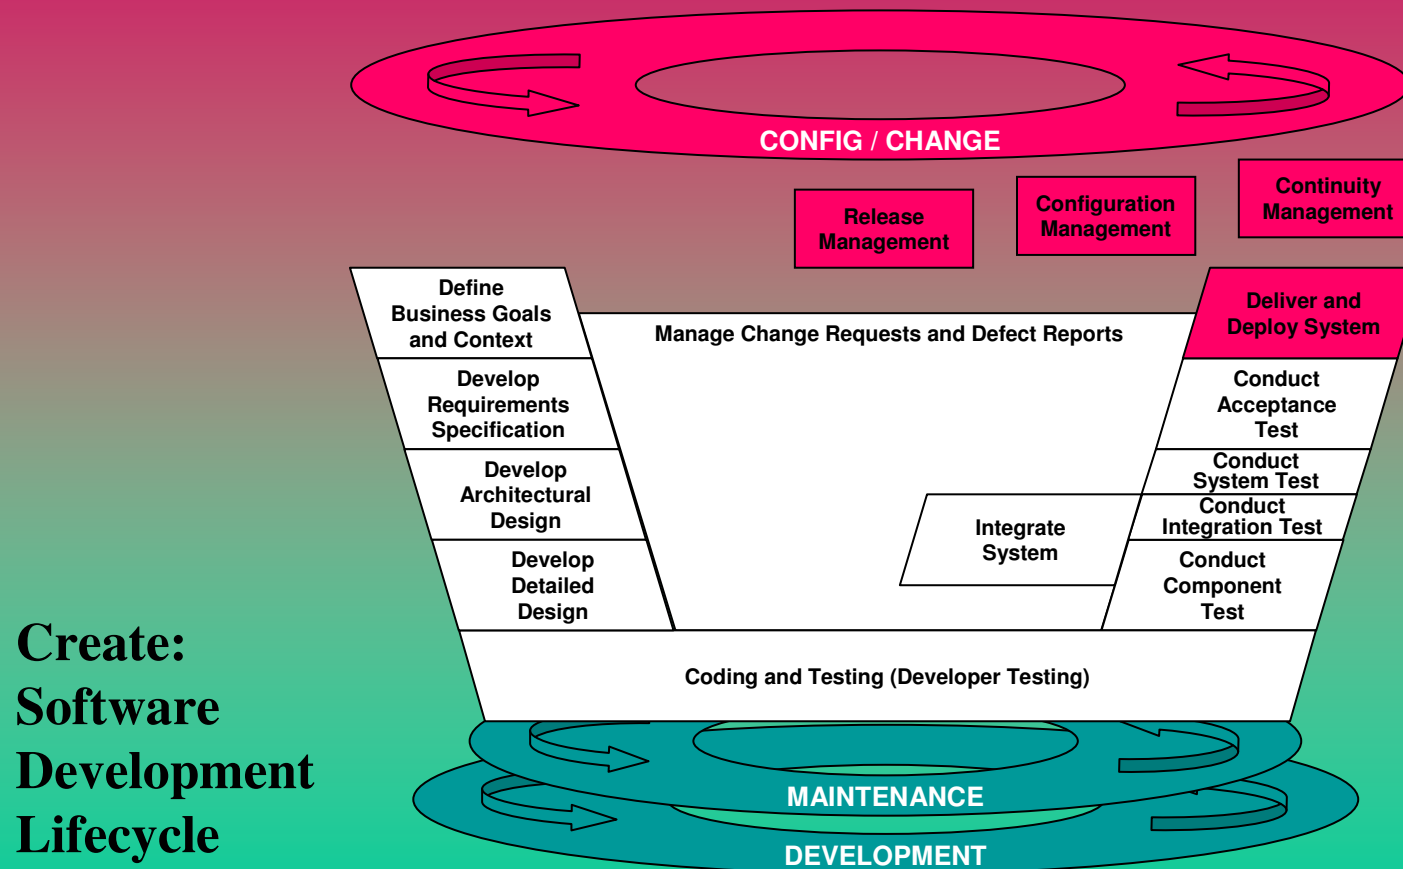 CONFIG / CHANGE
Release
Management
Configuration
Management
Continuity
Management
Define
Business Goals
and Context
Manage Change Requests and Defect Reports
Deliver and
Deploy System
Develop
Requirements
Specification
Conduct
Acceptance
Test
Develop
Architectural
Design
Conduct
System Test
Integrate
System
Conduct
Integration Test
Develop
Detailed
Design
Conduct
Component
Test
Coding and Testing (Developer Testing)
Create:
Software
Development
Lifecycle
MAINTENANCE
DEVELOPMENT